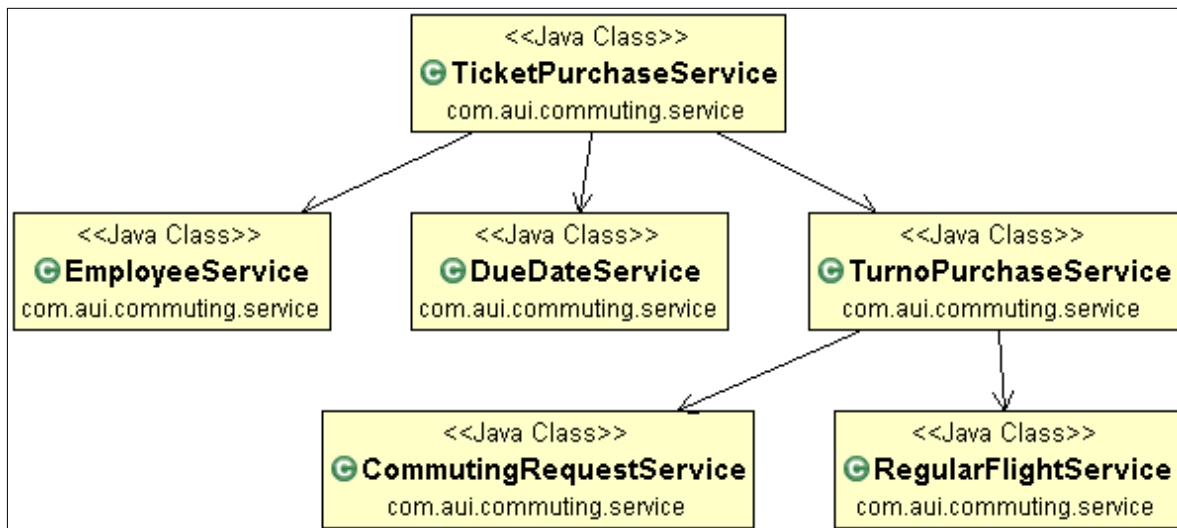 <<Java Class>>
TicketPurchaseService
com.aui.commuting.service
<<Java Class>>
EmployeeService
com.aui.commuting.service
<<Java Class>>
DueDateService
com.aui.commuting.service
<<Java Class>>
TurnoPurchaseService
com.aui.commuting.service
<<Java Class>>
CommutingRequestService
com.aui.commuting.service
<<Java Class>>
RegularFlightService
com.aui.commuting.service